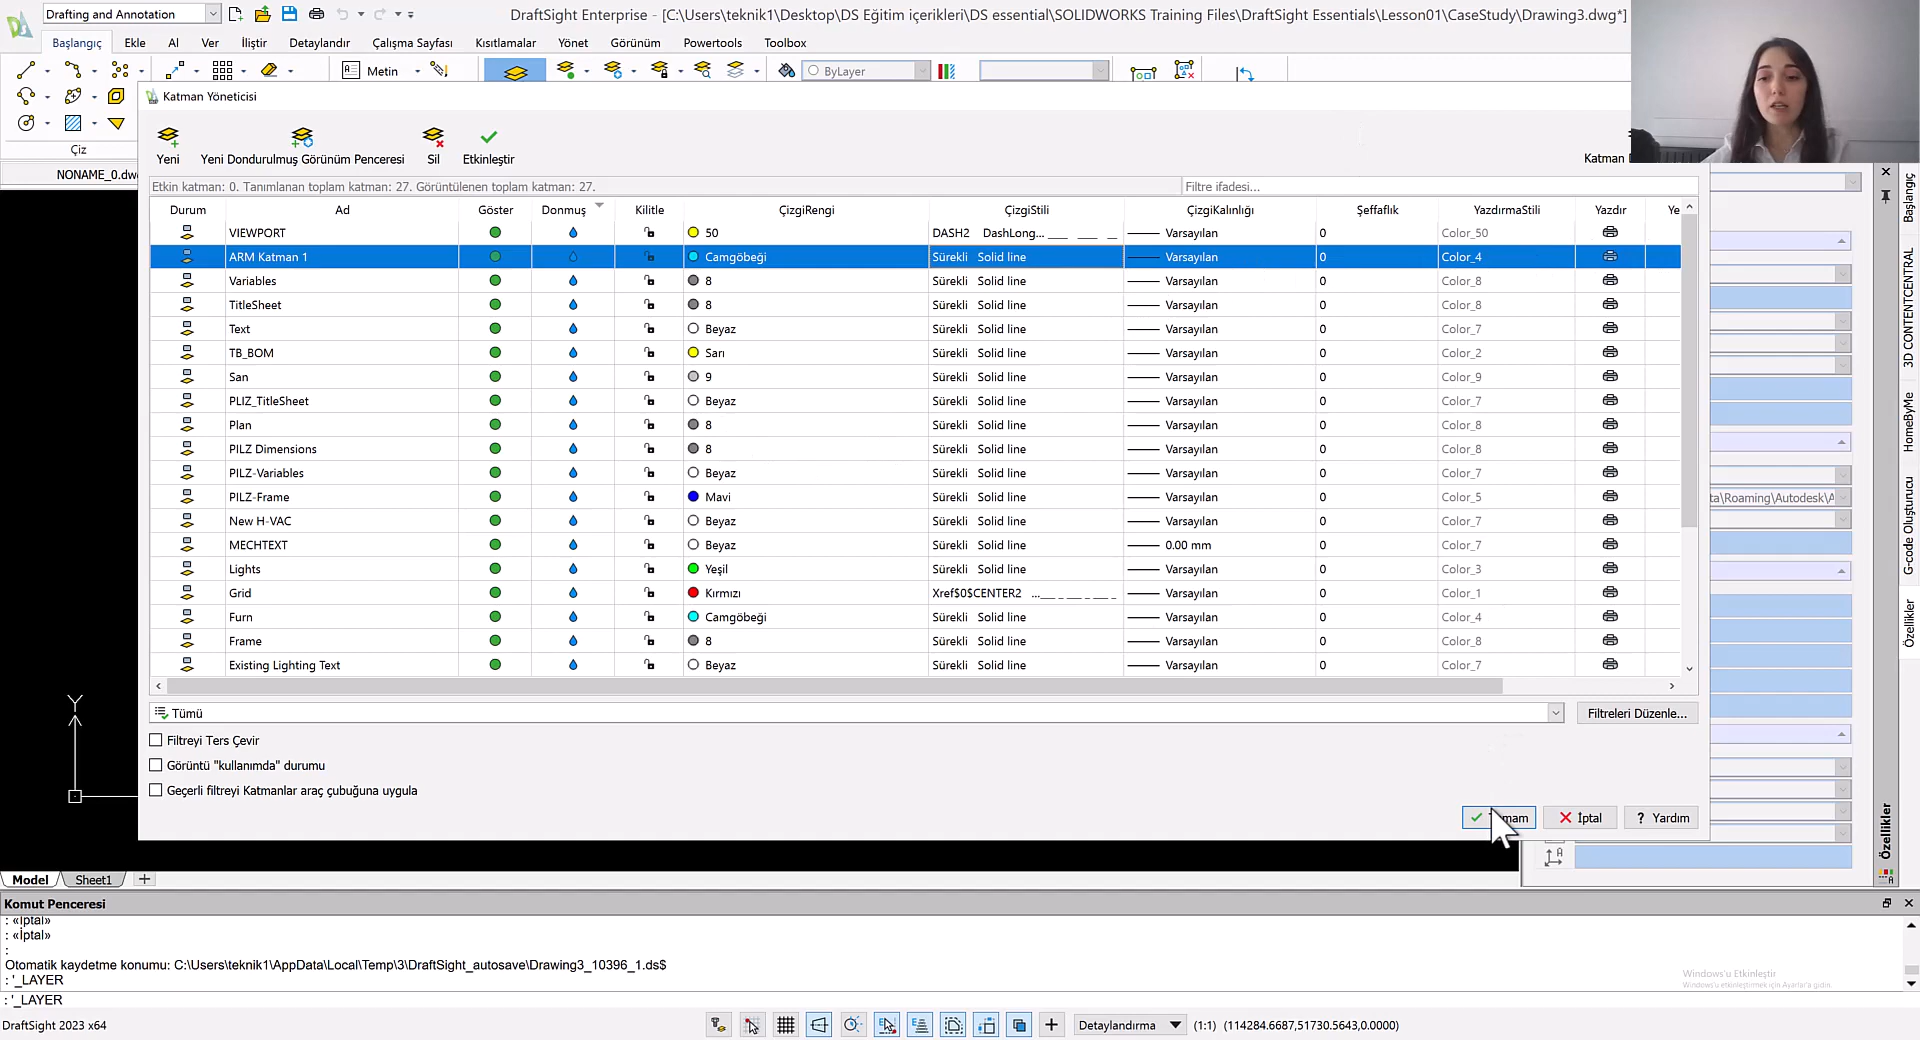 Drafting and Annotation
DraftSight Enterprise - [C:\Users\teknik1\Desktop\DS Eğitim içerikleri\DS essential\SOLIDWORKS Training Files\DraftSight Essentials\Lesson01\CaseStudy\Drawing3.dwg*]
Başlangıç Ekle AI Ver İliştir Detaylandır Çalışma Sayfası Kısıtlamalar Yönet Görünüm Powertools Toolbox
Metin
ByLayer
Çiz
NONAME_0.dw
Katman Yöneticisi
Yeni Yeni Dondurulmuş Görünüm Penceresi Sil Etkinleştir
Katman
Etkin katman: 0. Tanımlanan toplam katman: 27. Görüntülenen toplam katman: 27. Filtre ifadesi...
Durum Ad Göster Donmuş Kilitle ÇizgiRengi ÇizgiStili ÇizgiKalınlığı Şeffaflık YazdırmaStili Yazdır Ye
VIEWPORT 50 DASH2 DashLong... Varsayılan 0 Color_50
ARM Katman 1 Camgöbeği Sürekli Solid line Varsayılan 0 Color_4
Variables 8 Sürekli Solid line Varsayılan 0 Color_8
TitleSheet 8 Sürekli Solid line Varsayılan 0 Color_8
Text Beyaz Sürekli Solid line Varsayılan 0 Color_7
TB_BOM Sarı Sürekli Solid line Varsayılan 0 Color_2
San 9 Sürekli Solid line Varsayılan 0 Color_9
PLIZ_TitleSheet Beyaz Sürekli Solid line Varsayılan 0 Color_7
Plan 8 Sürekli Solid line Varsayılan 0 Color_8
PILZ Dimensions 8 Sürekli Solid line Varsayılan 0 Color_8
PILZ-Variables Beyaz Sürekli Solid line Varsayılan 0 Color_7
PILZ-Frame Mavi Sürekli Solid line Varsayılan 0 Color_5
New H-VAC Beyaz Sürekli Solid line Varsayılan 0 Color_7
MECHTEXT Beyaz Sürekli Solid line 0.00 mm 0 Color_7
Lights Yeşil Sürekli Solid line Varsayılan 0 Color_3
Grid Kırmızı Xref$0$CENTER2 ... Varsayılan 0 Color_1
Furn Camgöbeği Sürekli Solid line Varsayılan 0 Color_4
Frame 8 Sürekli Solid line Varsayılan 0 Color_8
Existing Lighting Text Beyaz Sürekli Solid line Varsayılan 0 Color_7
Tümü Filtreleri Düzenle...
Filtreyi Ters Çevir
Görüntü "kullanımda" durumu
Geçerli filtreyi Katmanlar araç çubuğuna uygula
İptal ? Yardım
ta\Roaming\Autodesk\A
Başlangıç
3D CONTENTCENTRAL
HomeByMe
G-code Oluşturucu
Özellikler
Özellikler
Y
Model Sheet1 +
Komut Penceresi
: «İptal»
: «İptal»
:
Otomatik kaydetme konumu: C:\Users\teknik1\AppData\Local\Temp\3\DraftSight_autosave\Drawing3_10396_1.ds$
: '_LAYER
: '_LAYER
Windows'u Etkinleştir
Windows'u etkinleştirmek için Ayarlar'a gidin.
DraftSight 2023 x64
Detaylandırma (1:1) (114284.6687,51730.5643,0.0000)